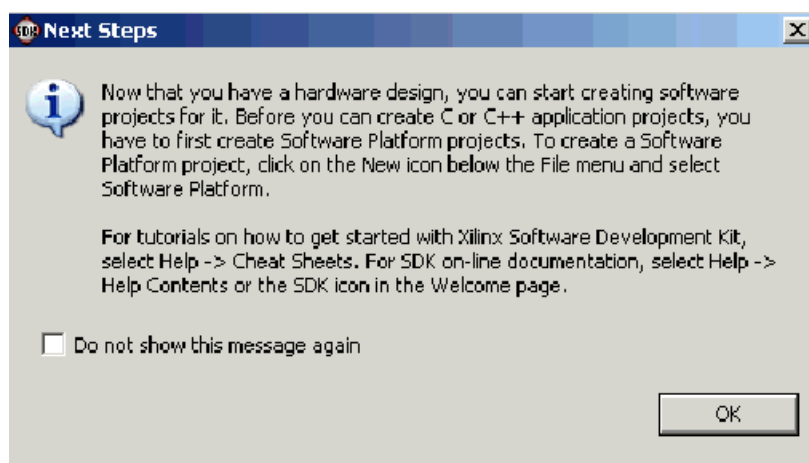 Next Steps
Now that you have a hardware design, you can start creating software
projects for it. Before you can create C or C++ application projects, you
have to first create Software Platform projects. To create a Software
Platform project, click on the New icon below the File menu and select
Software Platform.
For tutorials on how to get started with Xilinx Software Development Kit,
select Help -> Cheat Sheets. For SDK on-line documentation, select Help ->
Help Contents or the SDK icon in the Welcome page.
Do not show this message again
OK